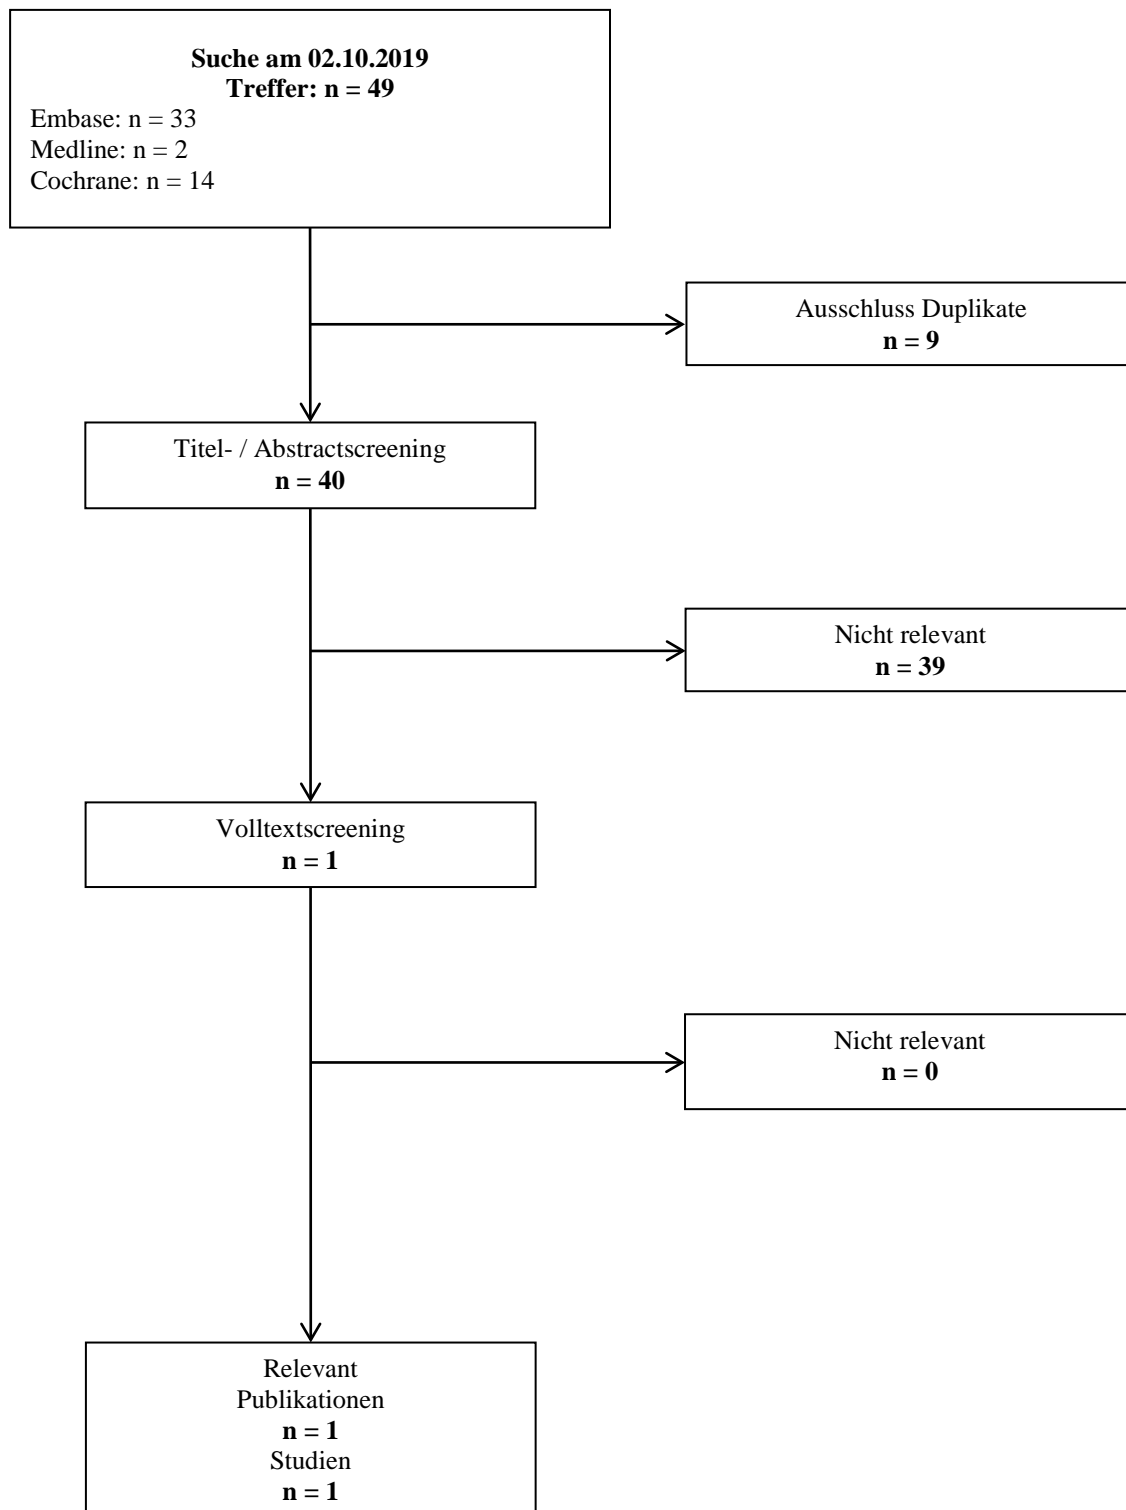 Suche am 02.10.2019
Treffer: n = 49
Embase: n = 33
Medline: n = 2
Cochrane: n = 14
Ausschluss Duplikate
n = 9
Titel- / Abstractscreening
n = 40
Nicht relevant
n = 39
Volltextscreening
n = 1
Nicht relevant
n = 0
Relevant
Publikationen
n = 1
Studien
n = 1